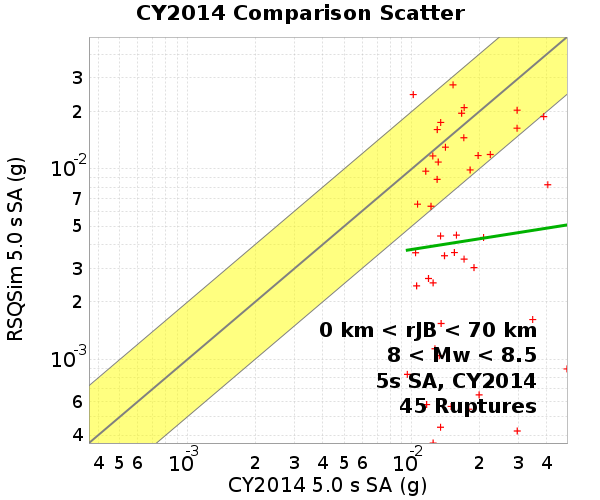 CY2014 Comparison Scatter
RSQSim 5.0 s SA (g)
3
2
10-2
7
5
3
2
10-3
6
4
0 km < rJB < 70 km
8 < Mw < 8.5
5s SA, CY2014
45 Ruptures
4 5 6 10-3 2 3 4 5 6 10-2 2 3 4
CY2014 5.0 s SA (g)